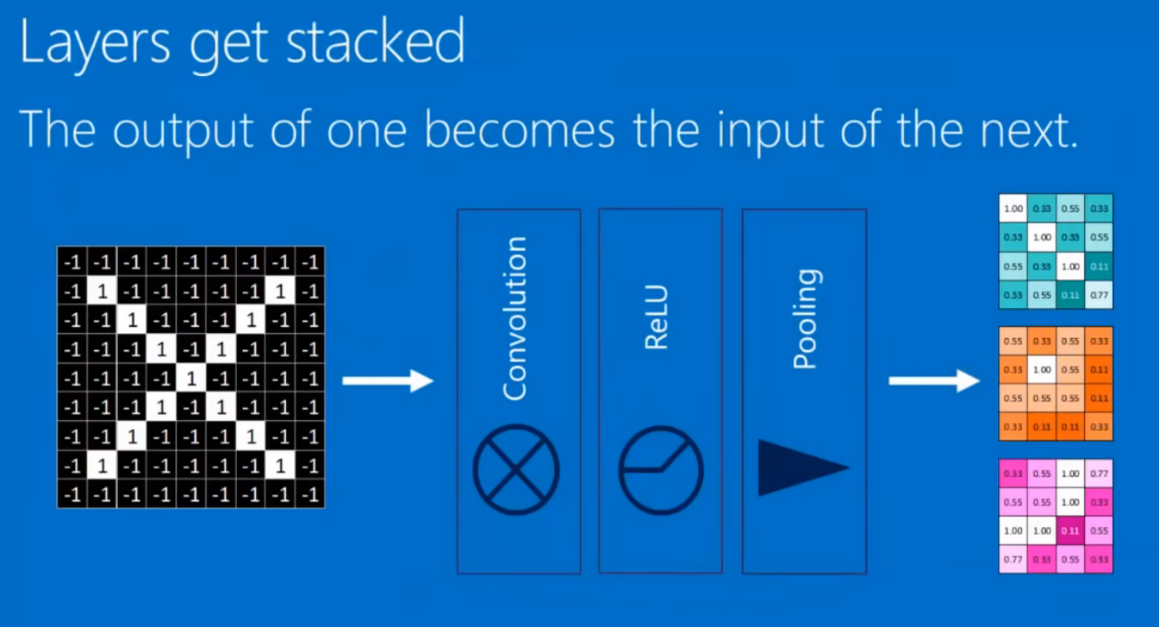 Layers get stacked
The output of one becomes the input of the next.
-1 -1 -1 -1 -1 -1 -1 -1 -1
-1 1 -1 -1 -1 -1 -1 1 -1
-1 -1 1 -1 -1 -1 1 -1 -1
-1 -1 -1 1 -1 1 -1 -1 -1
-1 -1 -1 -1 1 -1 -1 -1 -1
-1 -1 -1 1 -1 1 -1 -1 -1
-1 -1 1 -1 -1 -1 1 -1 -1
-1 1 -1 -1 -1 -1 -1 1 -1
-1 -1 -1 -1 -1 -1 -1 -1 -1
Convolution
ReLU
Pooling
1.00 0.33 0.55 0.33
0.33 1.00 0.33 0.55
0.55 0.33 1.00 0.11
0.33 0.55 0.11 0.77
0.55 0.33 0.55 0.33
0.33 1.00 0.55 0.11
0.55 0.55 0.55 0.11
0.33 0.11 0.11 0.33
0.33 0.55 1.00 0.77
0.55 0.55 1.00 0.33
1.00 1.00 0.11 0.55
0.77 0.33 0.55 0.33